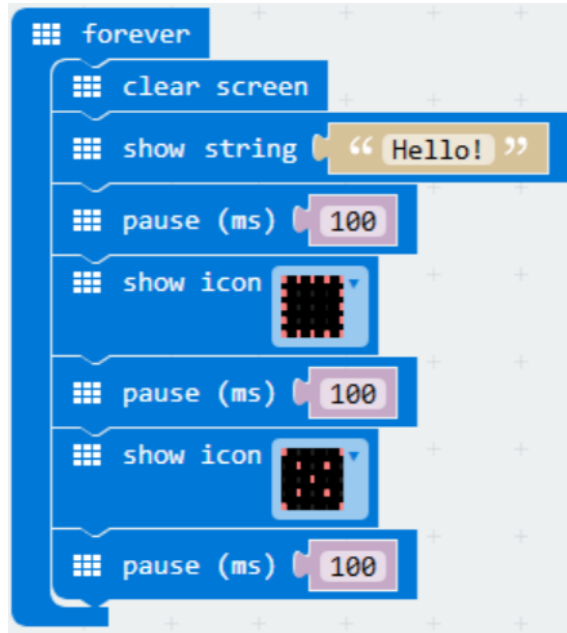 forever
clear screen
show string “ Hello! ”
pause (ms) 100
show icon
pause (ms) 100
show icon
pause (ms) 100